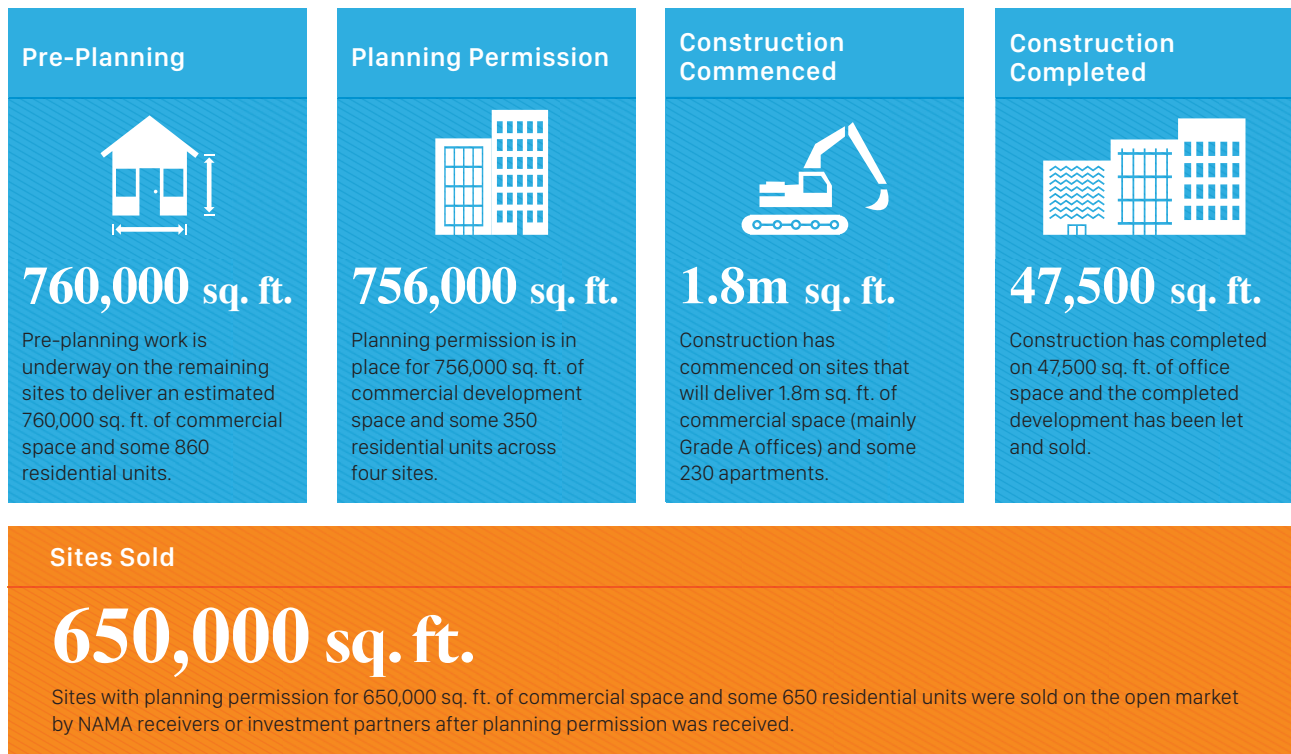 Pre-Planning
760,000 sq. ft.
Pre-planning work is
underway on the remaining
sites to deliver an estimated
760,000 sq. ft. of commercial
space and some 860
residential units.
Planning Permission
756,000 sq. ft.
Planning permission is in
place for 756,000 sq. ft. of
commercial development
space and some 350
residential units across
four sites.
Construction
Commenced
1.8m sq. ft.
Construction has
commenced on sites that
will deliver 1.8m sq. ft. of
commercial space (mainly
Grade A offices) and some
230 apartments.
Construction
Completed
47,500 sq. ft.
Construction has completed
on 47,500 sq. ft. of office
space and the completed
development has been let
and sold.
Sites Sold
650,000 sq. ft.
Sites with planning permission for 650,000 sq. ft. of commercial space and some 650 residential units were sold on the open market
by NAMA receivers or investment partners after planning permission was received.